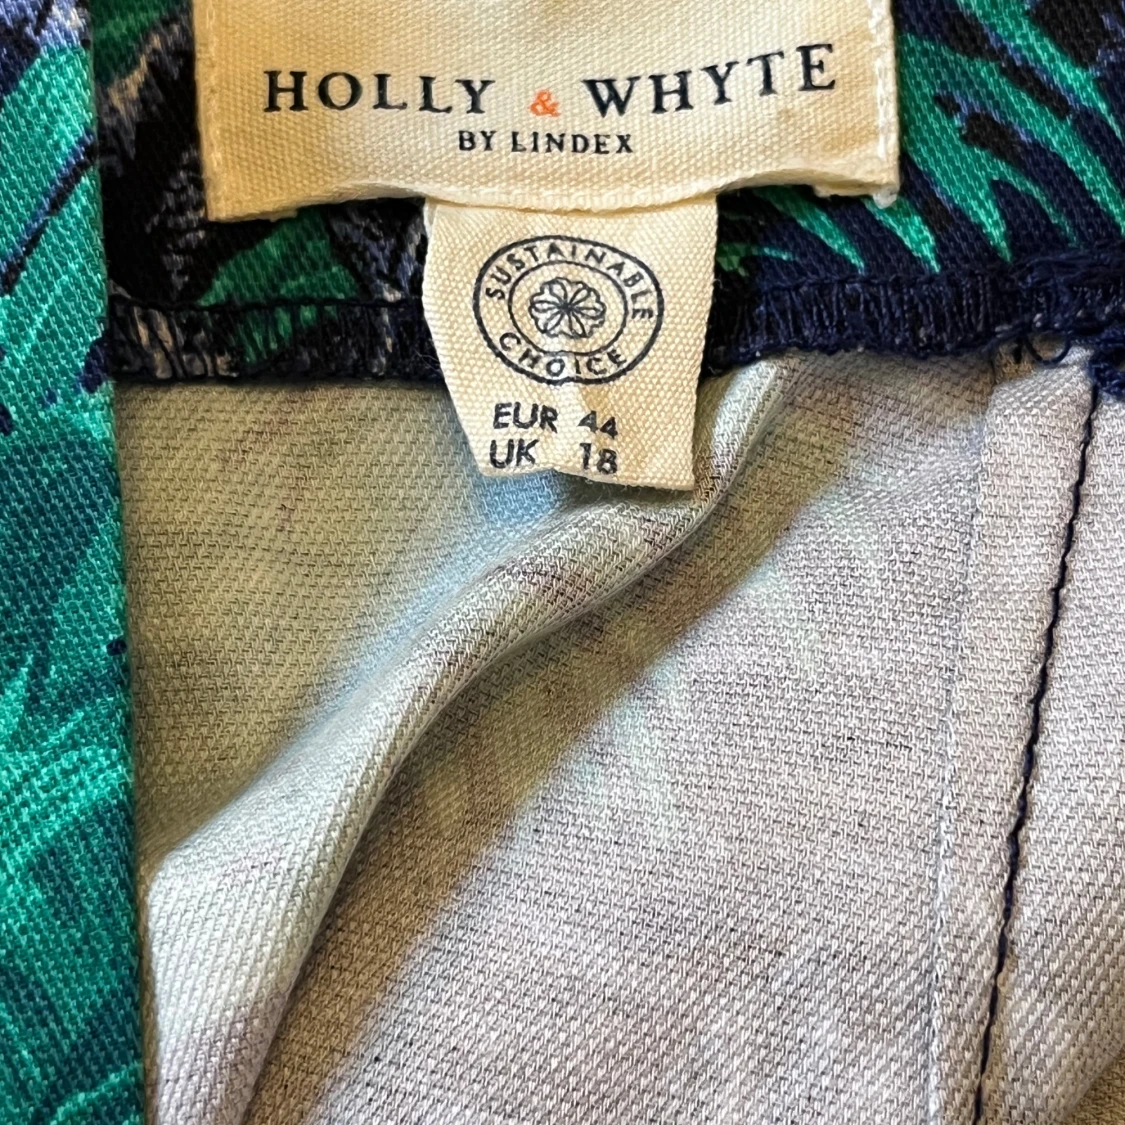 HOLLY & WHYTE
BY LINDEX
SUSTAINABLE
CHOICE
EUR 44
UK 18